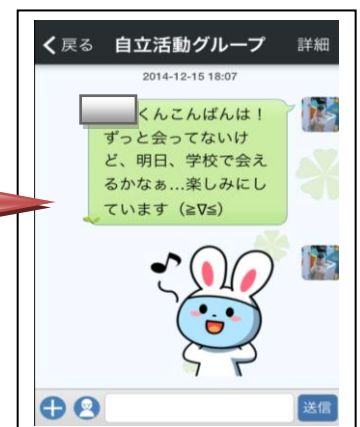 戻る 自立活動グループ 詳細
2014-12-15 18:07
くんこんばんは！
ずっと会ってないけ
ど、明日、学校で会え
るかなぁ…楽しみにし
ています（≧∇≦）
送信